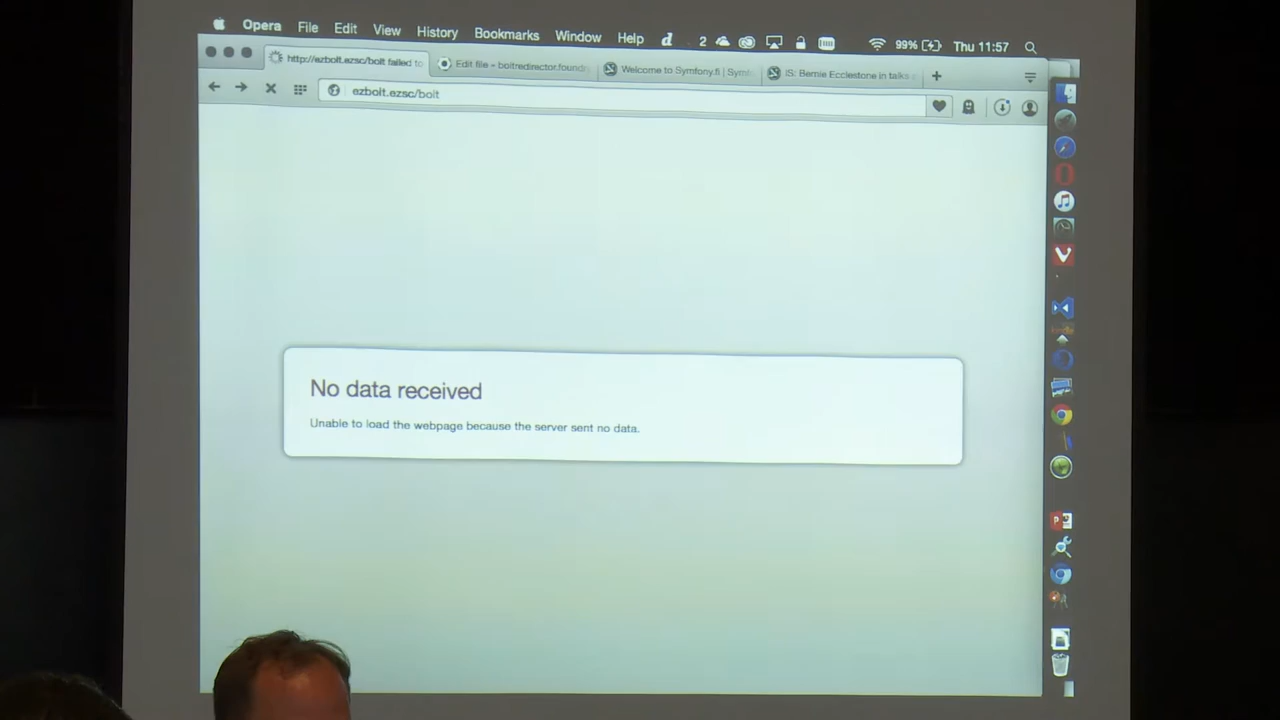 Opera File Edit View History Bookmarks Window Help 2 99% Thu 11:57
http://ezbolt.ezsc/bolt failed to
Edit file - boltredirector.foundr
Welcome to Symfony.fi | Symf
IS: Bernie Ecclestone in talks
ezbolt.ezsc/bolt
No data received
Unable to load the webpage because the server sent no data.